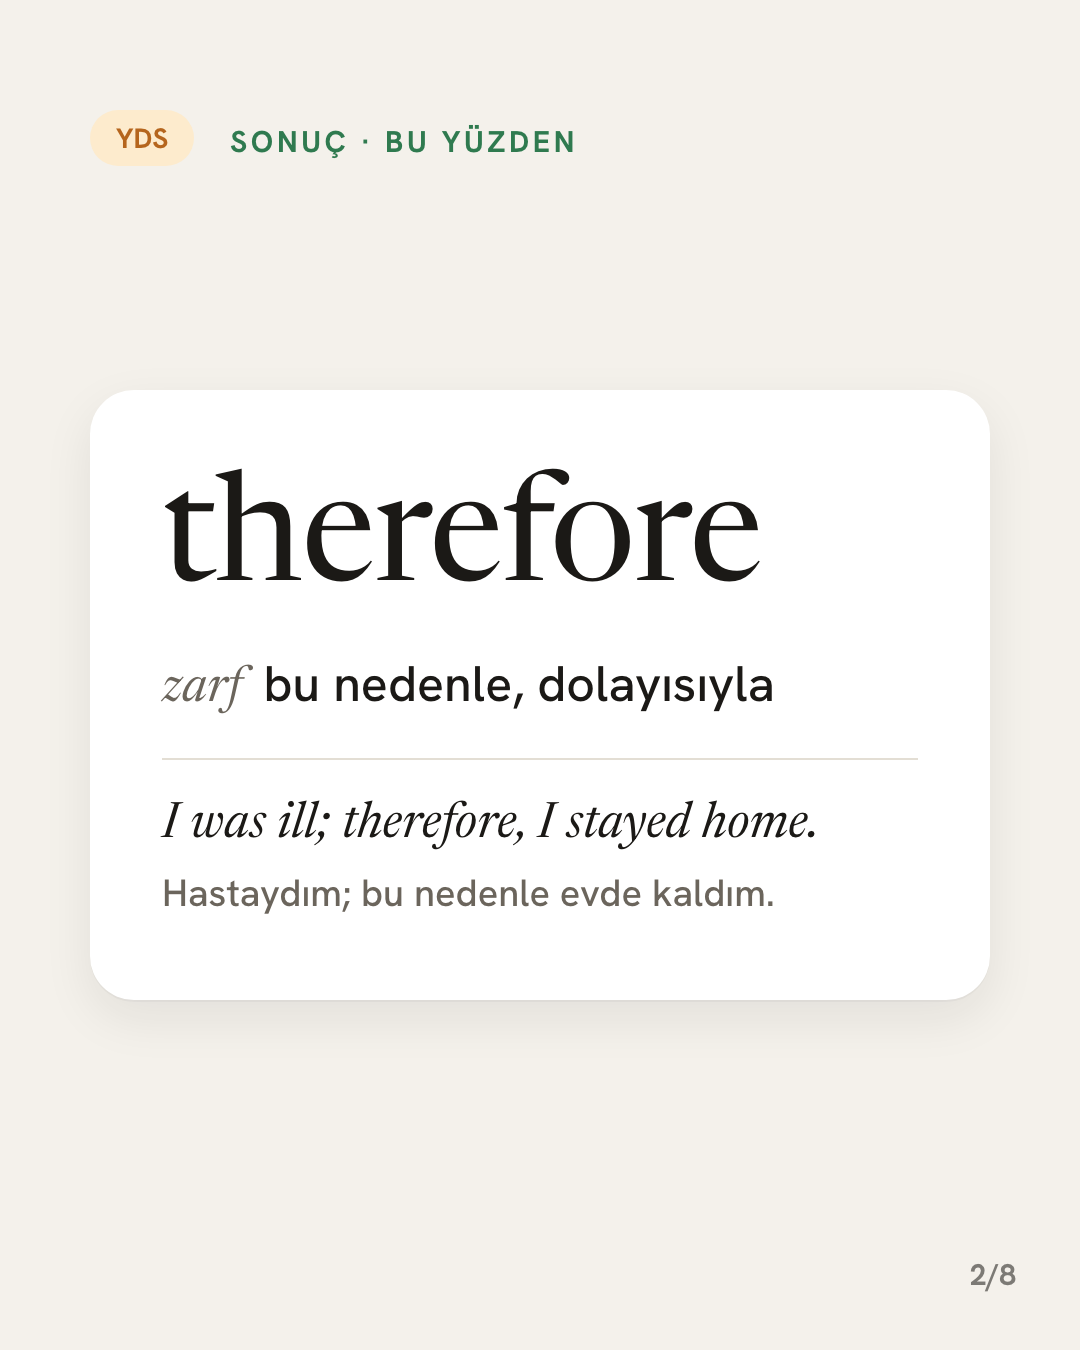 YDS
SONUÇ · BU YÜZDEN
therefore
zarf bu nedenle, dolayısıyla
I was ill; therefore, I stayed home.
Hastaydım; bu nedenle evde kaldım.
2/8